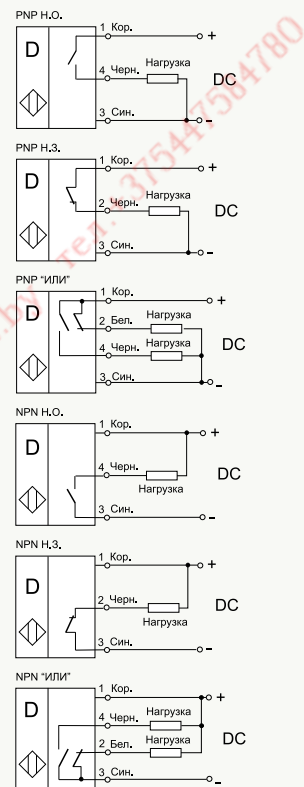 PNP Н.О.
1 Кор.
+
D
Нагрузка
4 Черн.
DC
3 Син.
-
PNP Н.З.
1 Кор.
+
D
Нагрузка
2 Черн.
DC
3 Син.
-
PNP "ИЛИ"
1 Кор.
+
D
Нагрузка
2 Бел.
Нагрузка
4 Черн.
DC
3 Син.
-
NPN Н.О.
1 Кор.
+
D
4 Черн.
DC
Нагрузка
3 Син.
-
NPN Н.З.
1 Кор.
+
D
2 Черн.
DC
Нагрузка
3 Син.
-
NPN "ИЛИ"
1 Кор.
+
D
Нагрузка
4 Черн.
Нагрузка
2 Бел.
DC
3 Син.
-
.by тел.+375447584780